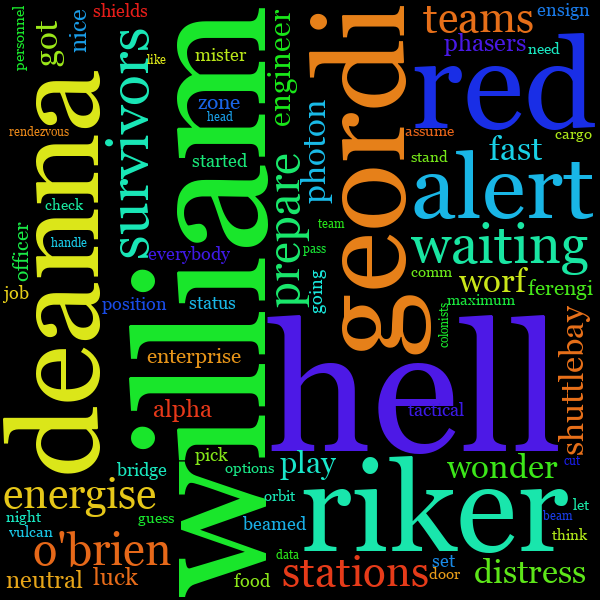 personnel
got
nice
shields
like
william
mister
zone
head
started
engineer
geordi
photon
teams
ensign
phasers
need
red
assume
cargo
stand
fast
alert
rendezvous
deanna
survivors
check
handle
officer
job
everybody
position
status
prepare
team
pass
going
waiting
comm
worf
ferengi
maximum
colonists
enterprise
alpha
hell
tactical
shuttlebay
pick
options
play
bridge
wonder
cut
energise
riker
orbit
night
vulcan
guess
beamed
let
beam
think
o'brien
data
set
door
neutral
luck
food
stations
distress